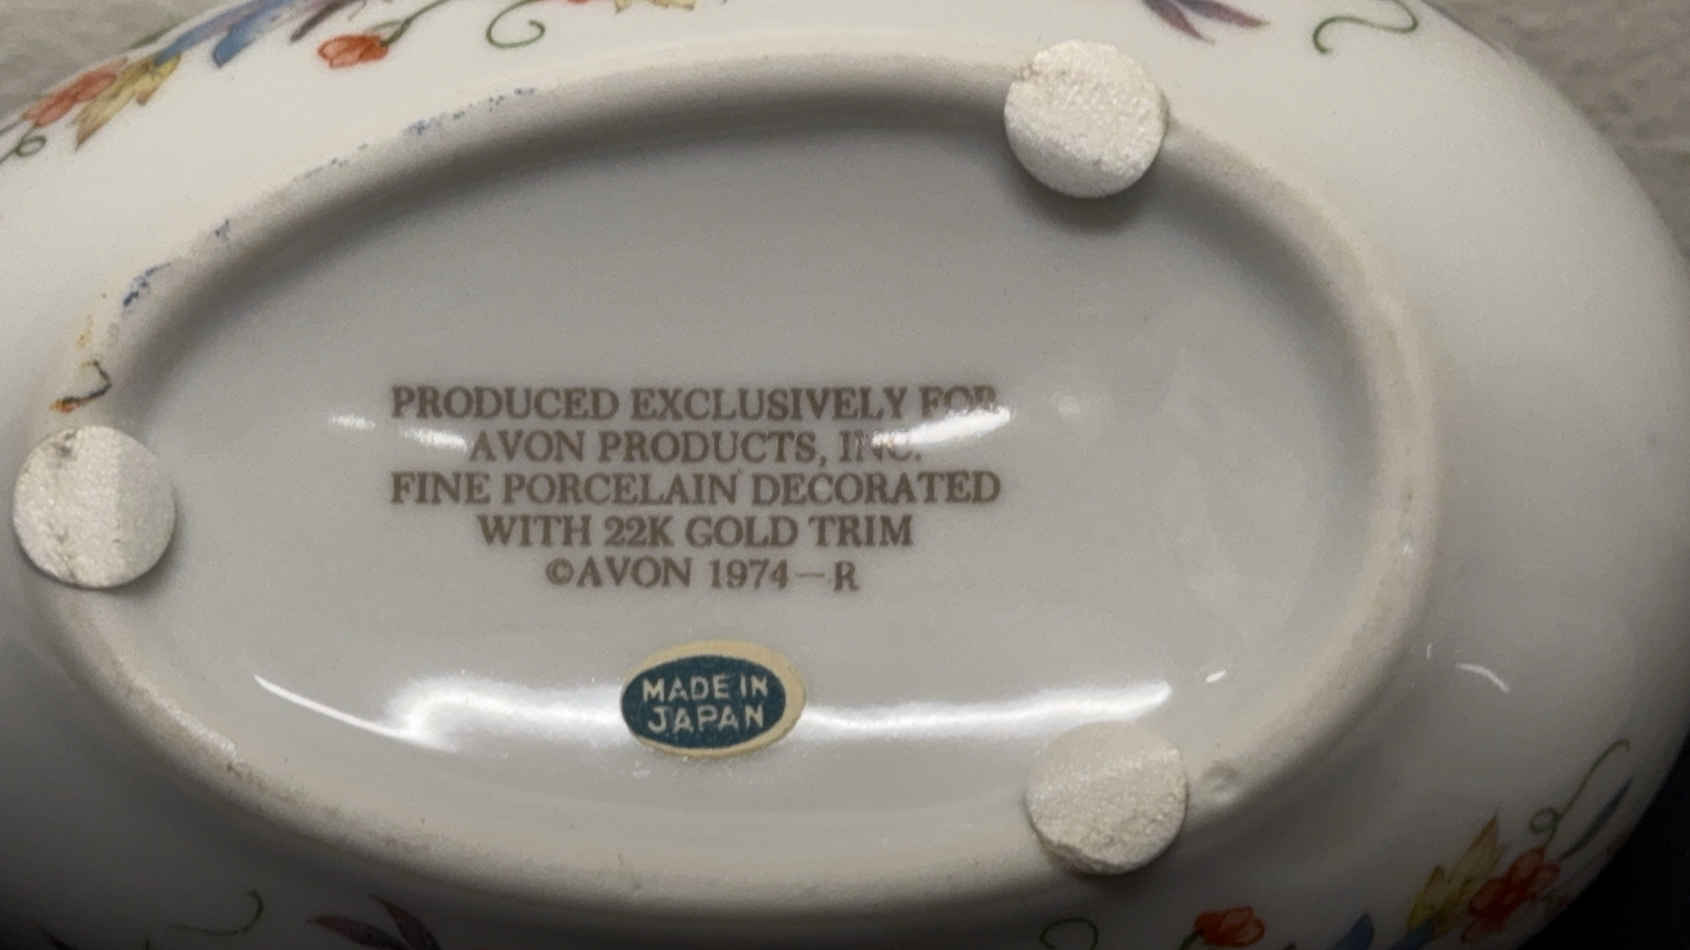 PRODUCED EXCLUSIVELY FOR
AVON PRODUCTS, INC.
FINE PORCELAIN DECORATED
WITH 22K GOLD TRIM
©AVON 1974—R
MADE IN
JAPAN